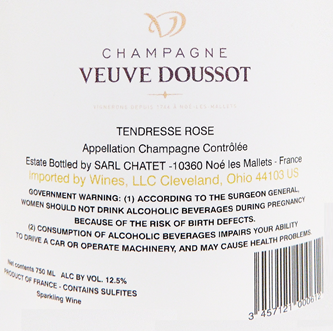 CHAMPAGNE
VEUVE DOUSSOT
TENDRESSE ROSE
Appellation Champagne Contrôlée
Estate Bottled by SARL CHATET -10360 Noé les Mallets - France
Imported by Wines, LLC Cleveland, Ohio 44103 US
GOVERNMENT WARNING: (1) ACCORDING TO THE SURGEON GENERAL,
WOMEN SHOULD NOT DRINK ALCOHOLIC BEVERAGES DURING PREGNANCY
BECAUSE OF THE RISK OF BIRTH DEFECTS.
(2) CONSUMPTION OF ALCOHOLIC BEVERAGES IMPAIRS YOUR ABILITY
TO DRIVE A CAR OR OPERATE MACHINERY, AND MAY CAUSE HEALTH PROBLEMS.
Net contents 750 ML ALC BY VOL. 12.5%
PRODUCT OF FRANCE - CONTAINS SULFITES
Sparkling Wine
3 457121 000612